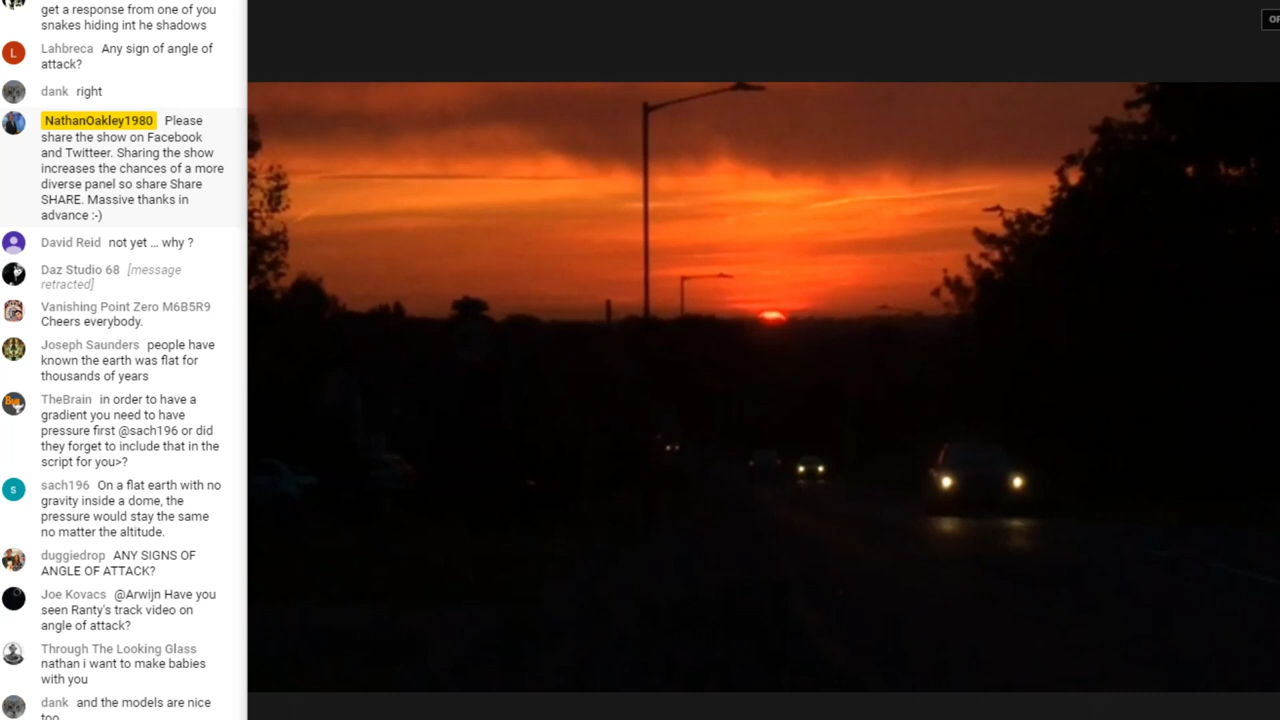 get a response from one of you
snakes hiding int he shadows
L
Lahbreca Any sign of angle of
attack?
dank right
NathanOakley1980 Please
share the show on Facebook
and Twitteer. Sharing the show
increases the chances of a more
diverse panel so share Share
SHARE. Massive thanks in
advance :-)
David Reid not yet ... why ?
Daz Studio 68 [message
retracted]
Vanishing Point Zero M6B5R9
Cheers everybody.
Joseph Saunders people have
known the earth was flat for
thousands of years
TheBrain in order to have a
gradient you need to have
pressure first @sach196 or did
they forget to include that in the
script for you>?
S
sach196 On a flat earth with no
gravity inside a dome, the
pressure would stay the same
no matter the altitude.
duggiedrop ANY SIGNS OF
ANGLE OF ATTACK?
Joe Kovacs @Arwijn Have you
seen Ranty's track video on
angle of attack?
Through The Looking Glass
nathan i want to make babies
with you
dank and the models are nice
too